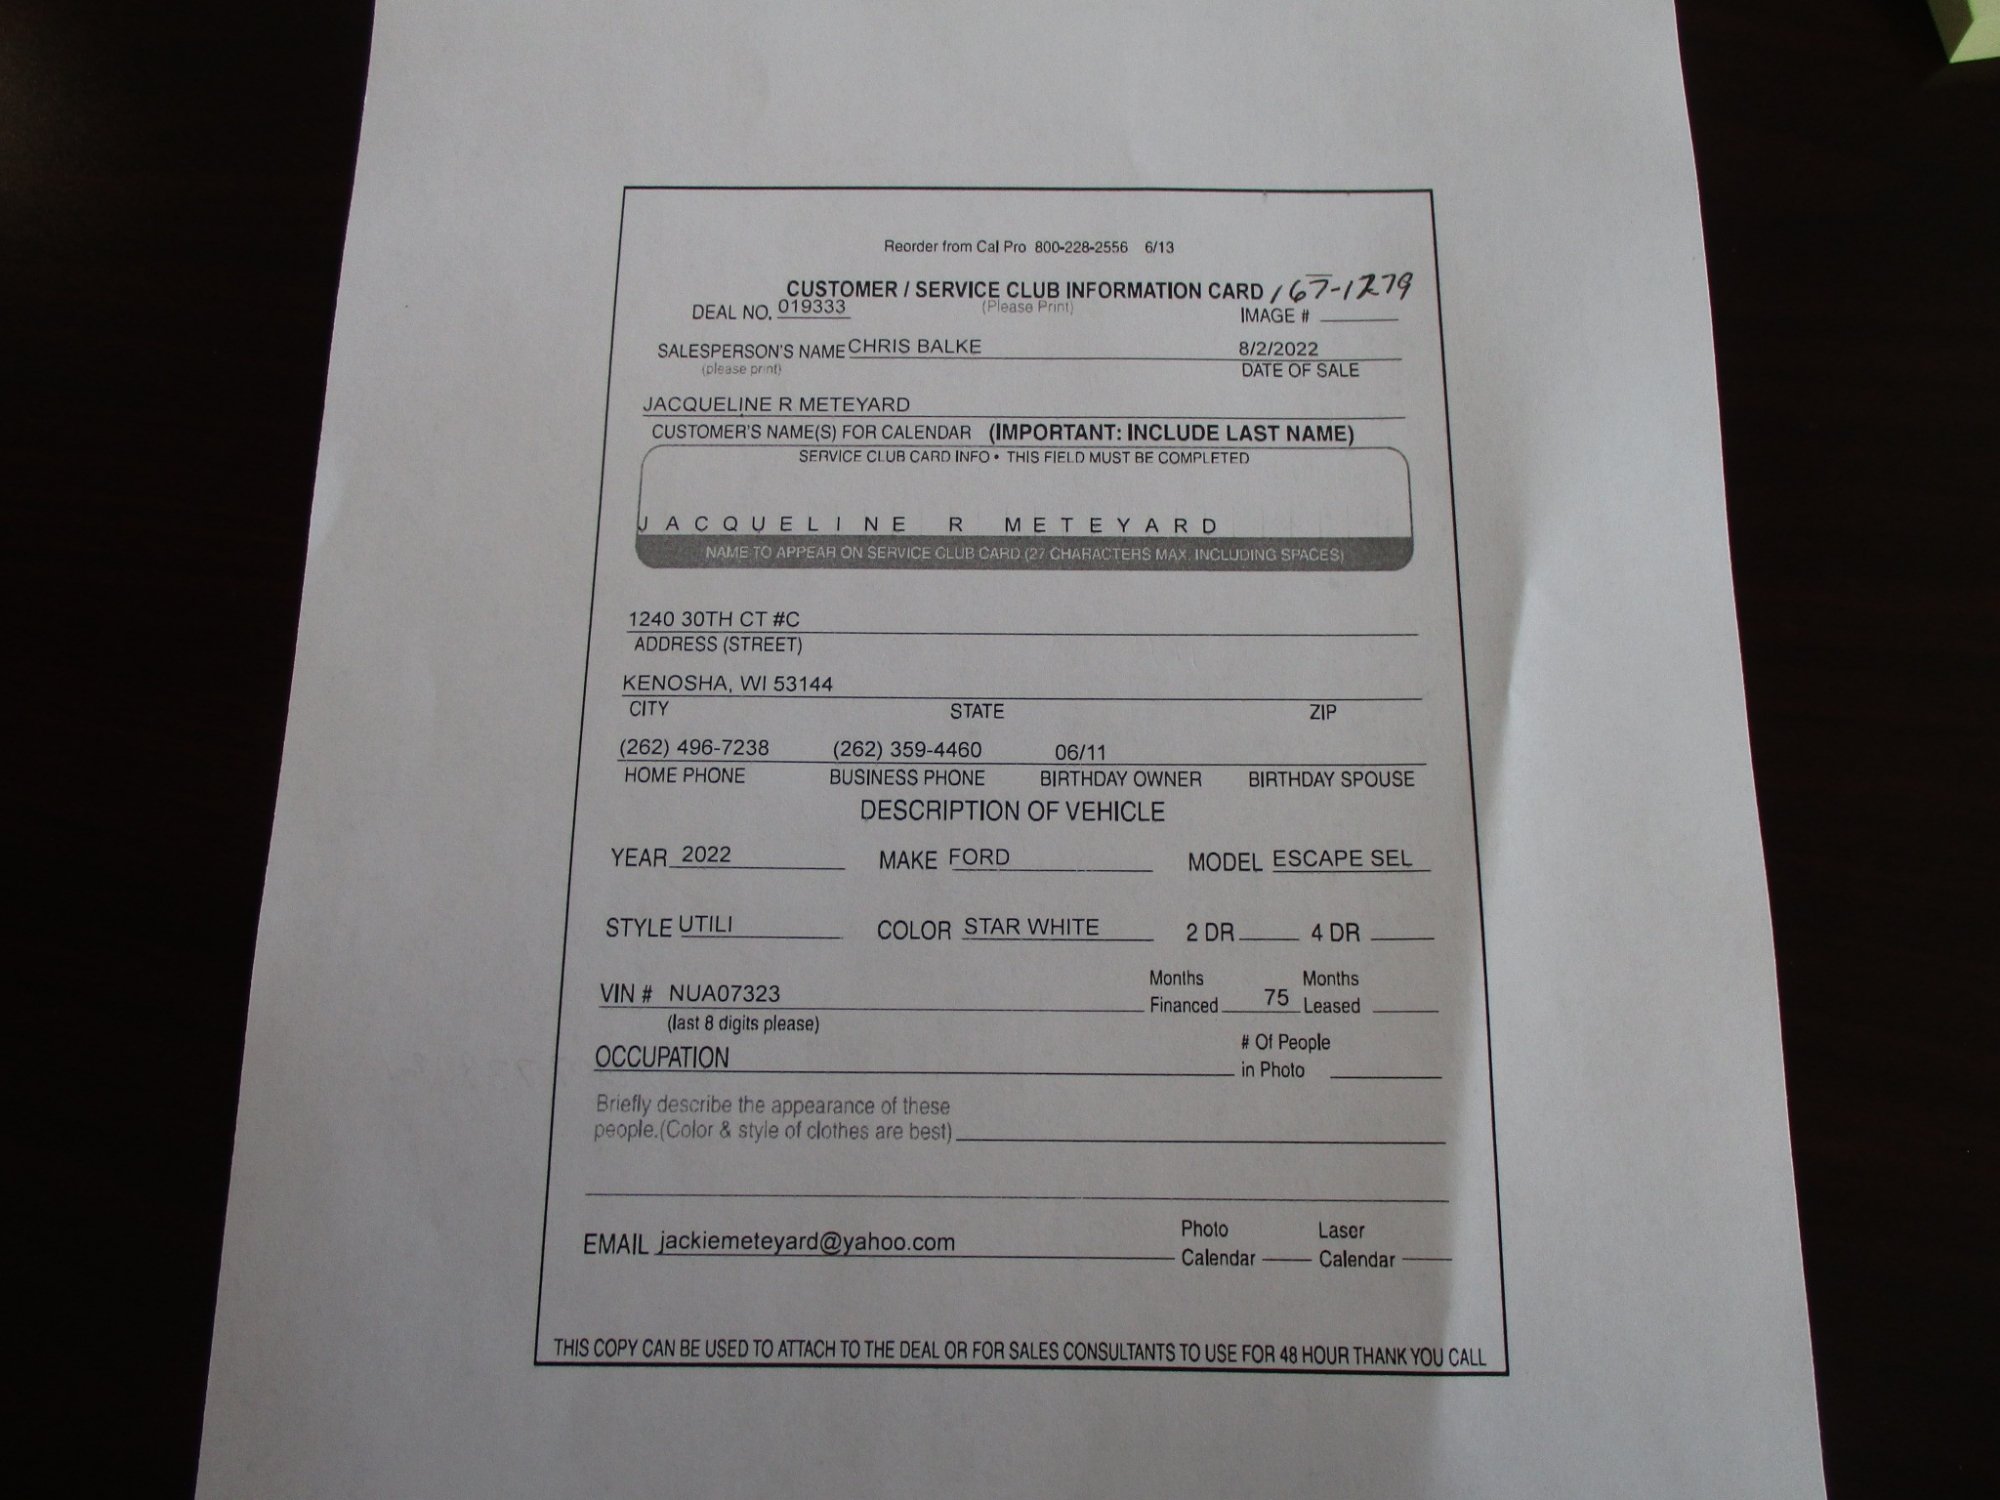 Reorder from Cal Pro 800-228-2556 6/13
CUSTOMER / SERVICE CLUB INFORMATION CARD 167-1279
DEAL NO. 019333 (Please Print) IMAGE #
SALESPERSON'S NAME CHRIS BALKE 8/2/2022
(please print) DATE OF SALE
JACQUELINE R METEYARD
CUSTOMER'S NAME(S) FOR CALENDAR (IMPORTANT: INCLUDE LAST NAME)
SERVICE CLUB CARD INFO • THIS FIELD MUST BE COMPLETED
JACQUELINE R METEYARD
NAME TO APPEAR ON SERVICE CLUB CARD (27 CHARACTERS MAX. INCLUDING SPACES)
1240 30TH CT #C
ADDRESS (STREET)
KENOSHA, WI 53144
CITY STATE ZIP
(262) 496-7238 (262) 359-4460 06/11
HOME PHONE BUSINESS PHONE BIRTHDAY OWNER BIRTHDAY SPOUSE
DESCRIPTION OF VEHICLE
YEAR 2022 MAKE FORD MODEL ESCAPE SEL
STYLE UTILI COLOR STAR WHITE 2 DR 4 DR
Months Months
VIN # NUA07323 Financed 75 Leased
(last 8 digits please)
# Of People
OCCUPATION in Photo
Briefly describe the appearance of these
people.(Color & style of clothes are best)
Photo Laser
EMAIL jackiemeteyard@yahoo.com Calendar Calendar
THIS COPY CAN BE USED TO ATTACH TO THE DEAL OR FOR SALES CONSULTANTS TO USE FOR 48 HOUR THANK YOU CALL